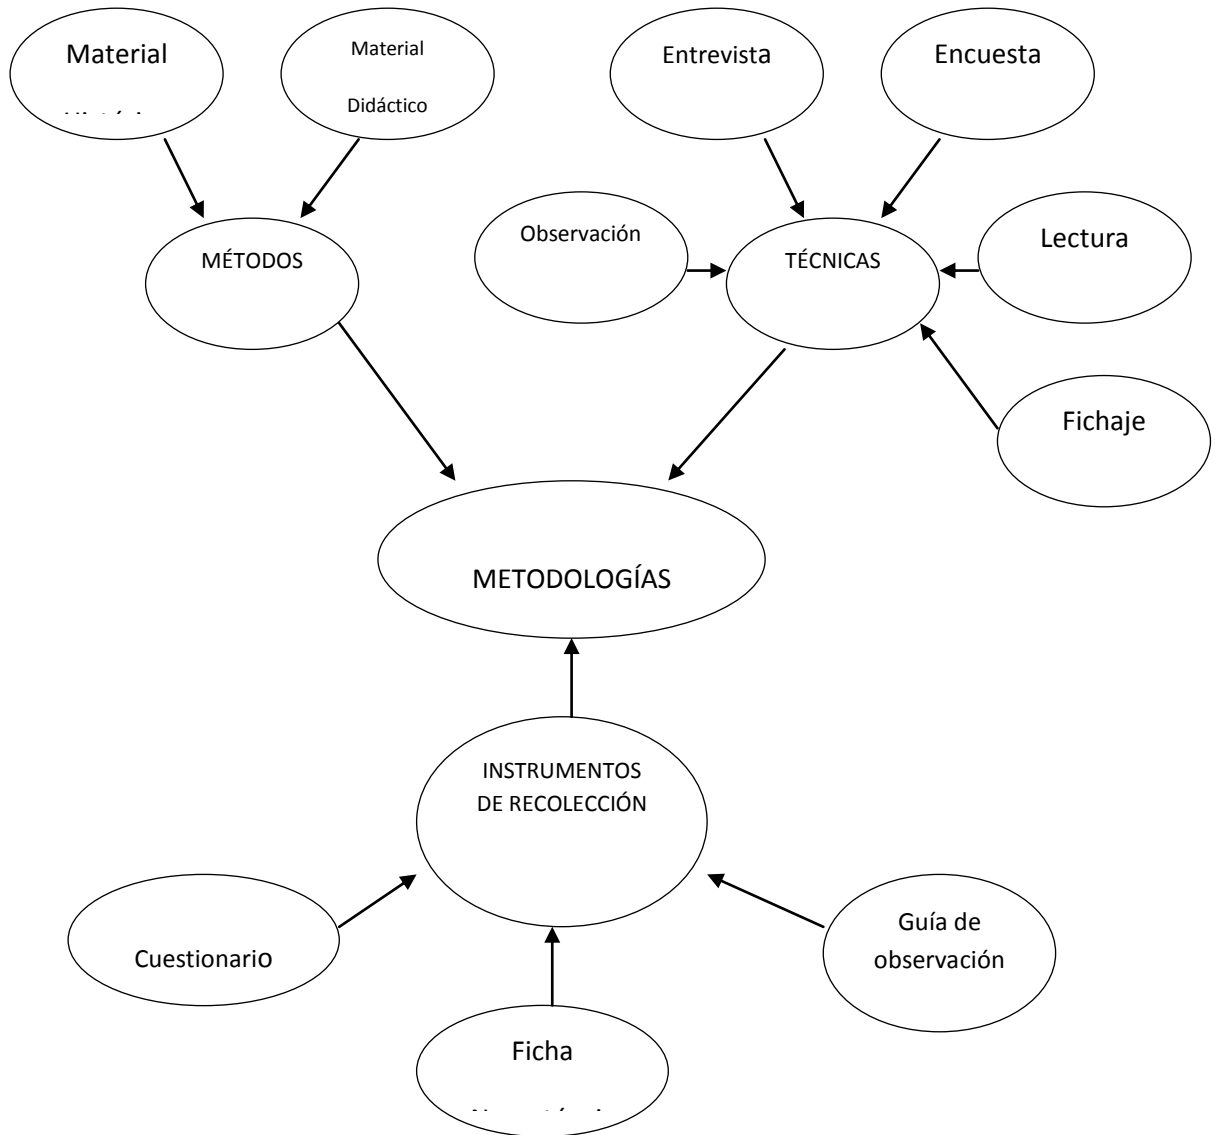 Material
Material
Didáctico
Entrevista
Encuesta
Observación
MÉTODOS
TÉCNICAS
Lectura
Fichaje
METODOLOGÍAS
INSTRUMENTOS
DE RECOLECCIÓN
Cuestionario
Guía de
observación
Ficha